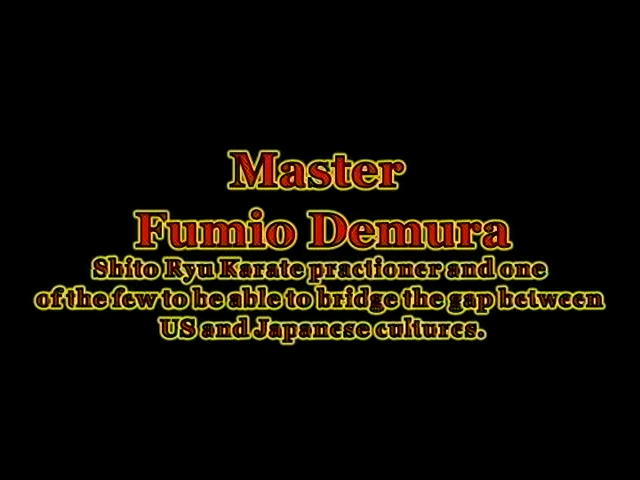 Master
Fumio Demura
Shito Ryu Karate practioner and one
of the few to be able to bridge the gap between
US and Japanese cultures.